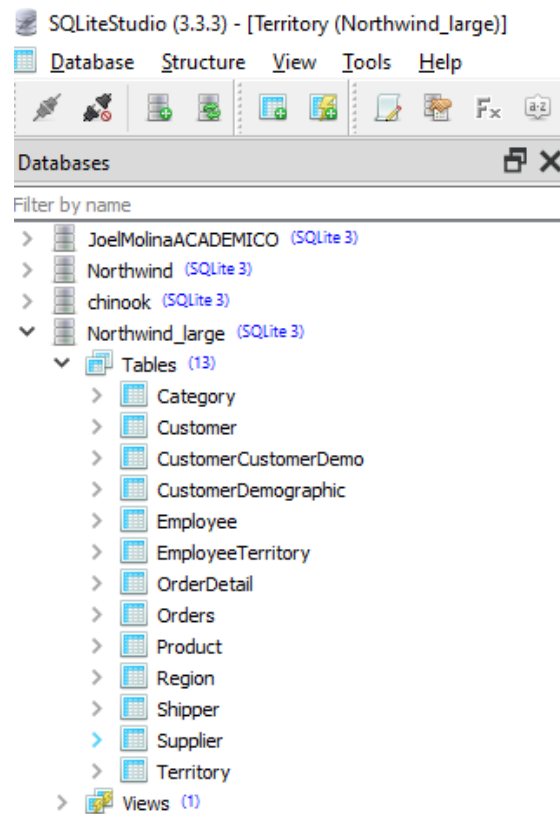 SQLiteStudio (3.3.3) - [Territory (Northwind_large)]
Database Structure View Tools Help
Fx a·z
Databases
Filter by name
JoelMolinaACADEMICO (SQLite 3)
Northwind (SQLite 3)
chinook (SQLite 3)
Northwind_large (SQLite 3)
Tables (13)
Category
Customer
CustomerCustomerDemo
CustomerDemographic
Employee
EmployeeTerritory
OrderDetail
Orders
Product
Region
Shipper
Supplier
Territory
Views (1)